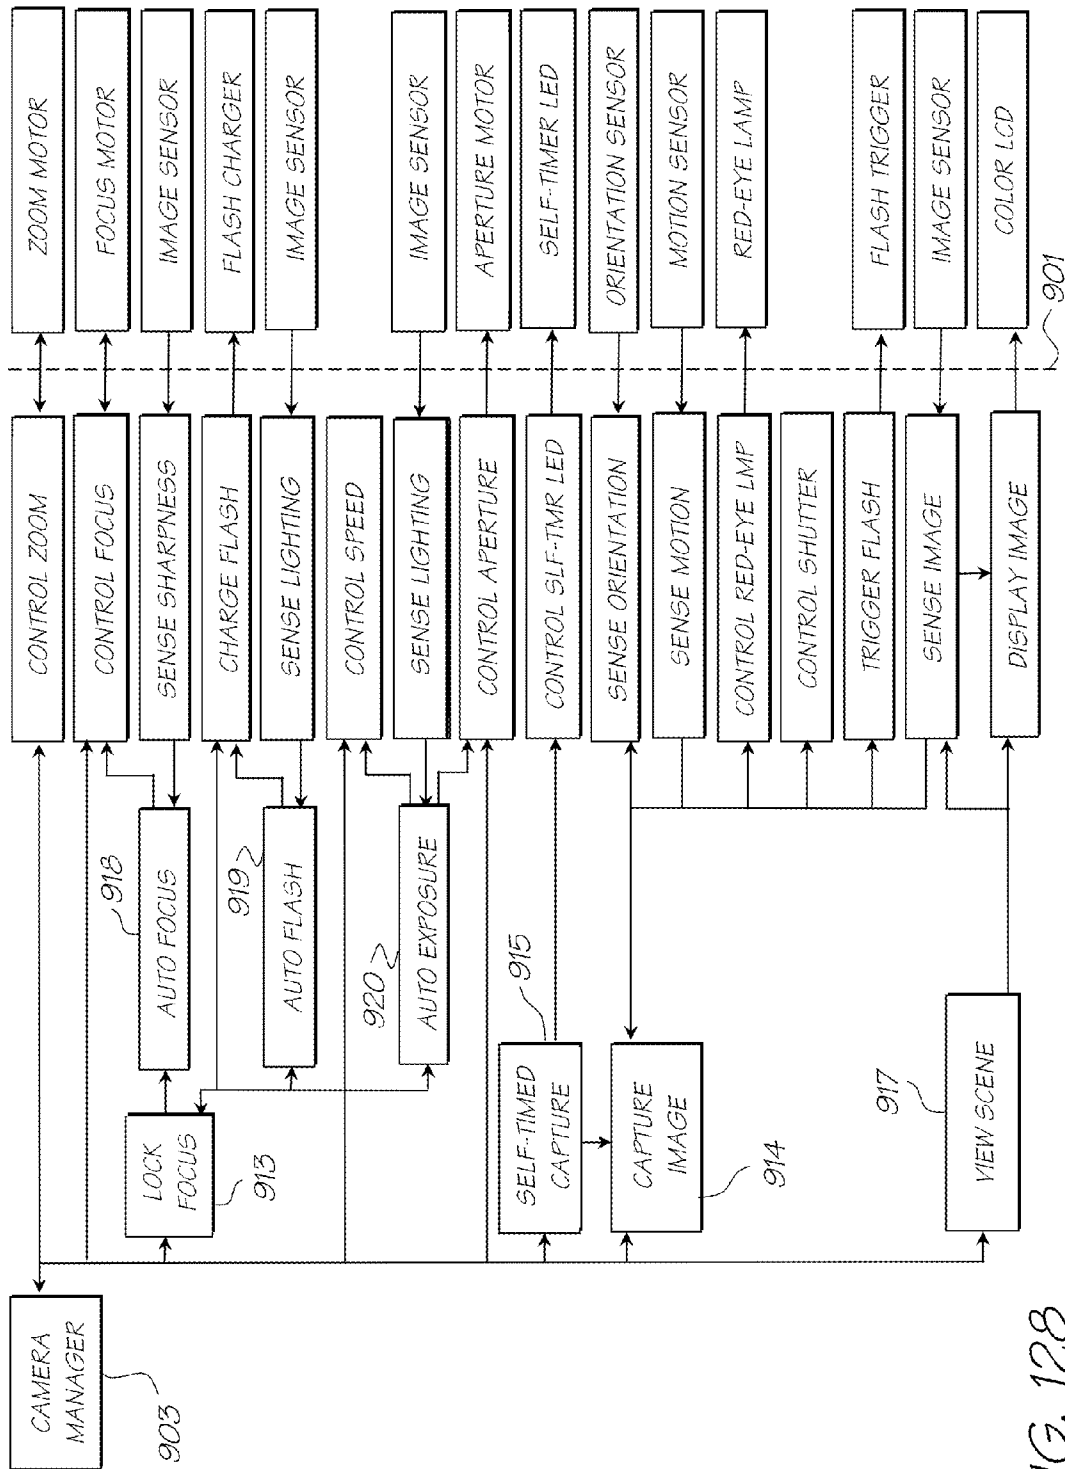 CAMERA
MANAGER
903
LOCK
FOCUS
913
AUTO FOCUS
918
AUTO FLASH
919
AUTO EXPOSURE
920
SELF-TIMED
CAPTURE
915
CAPTURE
IMAGE
914
VIEW SCENE
917
CONTROL ZOOM
CONTROL FOCUS
SENSE SHARPNESS
CHARGE FLASH
SENSE LIGHTING
CONTROL SPEED
SENSE LIGHTING
CONTROL APERTURE
CONTROL SLF-TMR LED
SENSE ORIENTATION
SENSE MOTION
CONTROL RED-EYE LMP
CONTROL SHUTTER
TRIGGER FLASH
SENSE IMAGE
DISPLAY IMAGE
ZOOM MOTOR
FOCUS MOTOR
IMAGE SENSOR
FLASH CHARGER
IMAGE SENSOR
IMAGE SENSOR
APERTURE MOTOR
SELF-TIMER LED
ORIENTATION SENSOR
MOTION SENSOR
RED-EYE LAMP
FLASH TRIGGER
IMAGE SENSOR
COLOR LCD
901
128